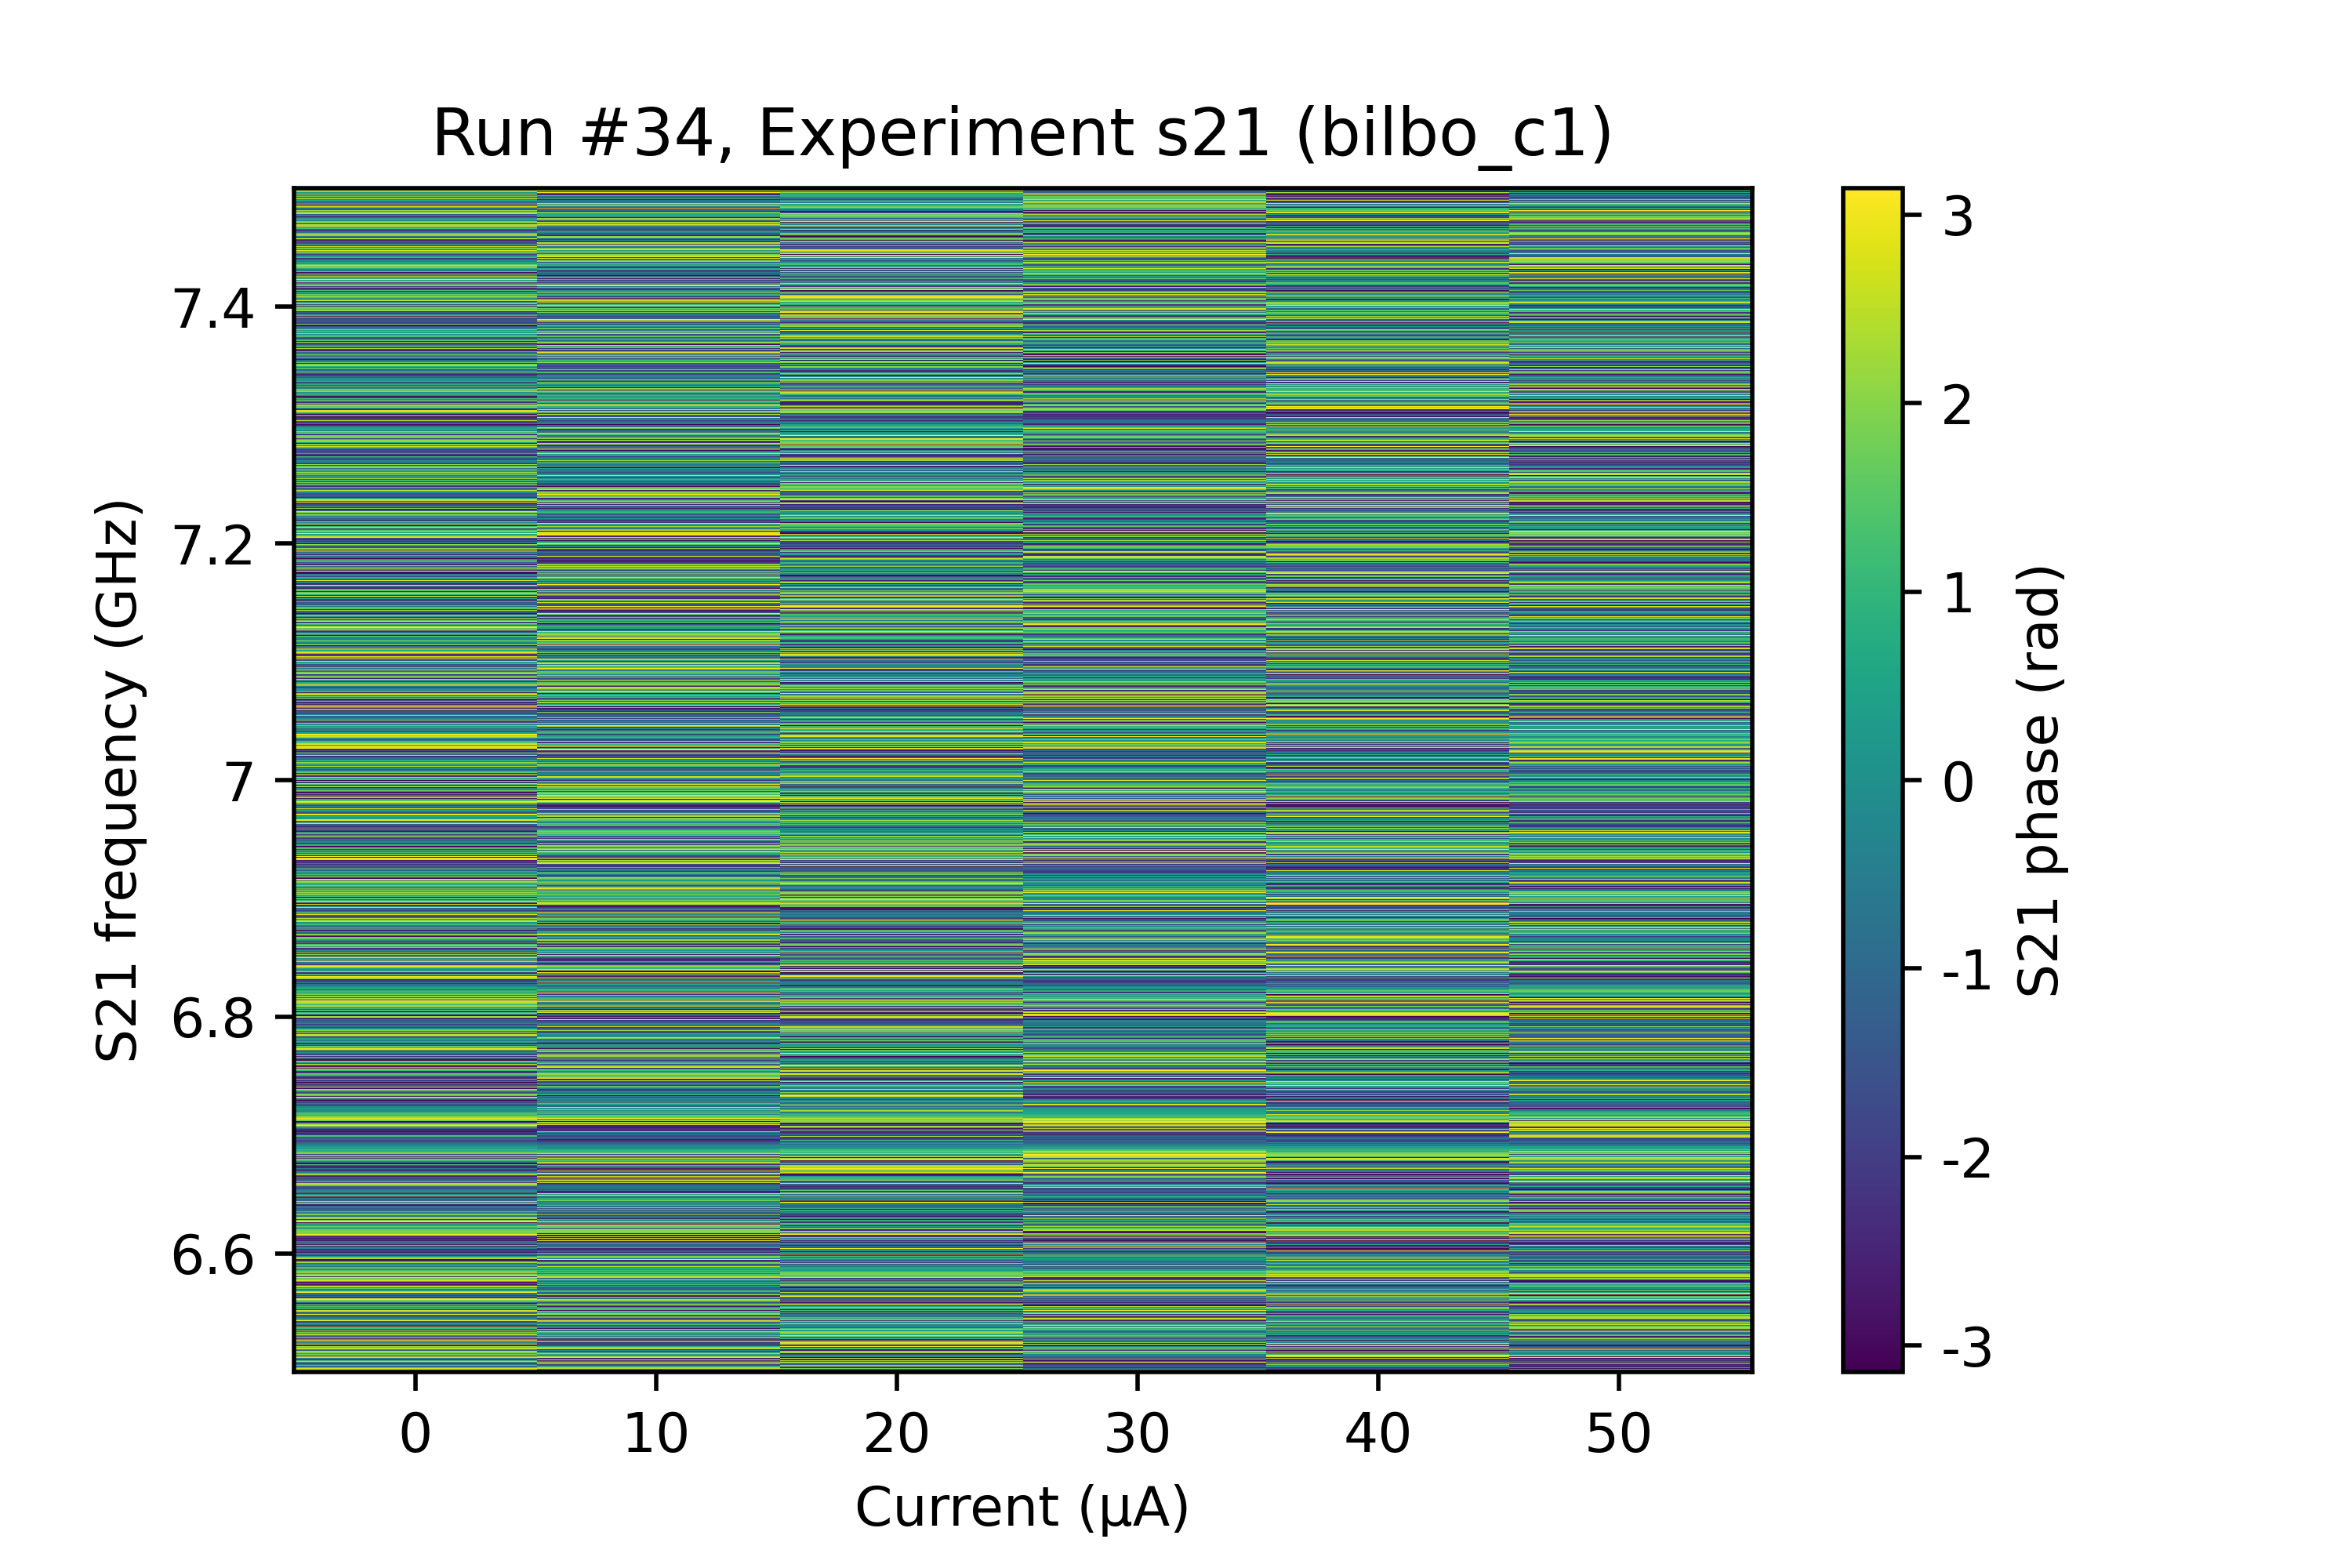 Run #34, Experiment s21 (bilbo_c1)
S21 frequency (GHz)
7.4
7.2
7
6.8
6.6
0 10 20 30 40 50
Current (µA)
3
2
1
0
-1
-2
-3
S21 phase (rad)